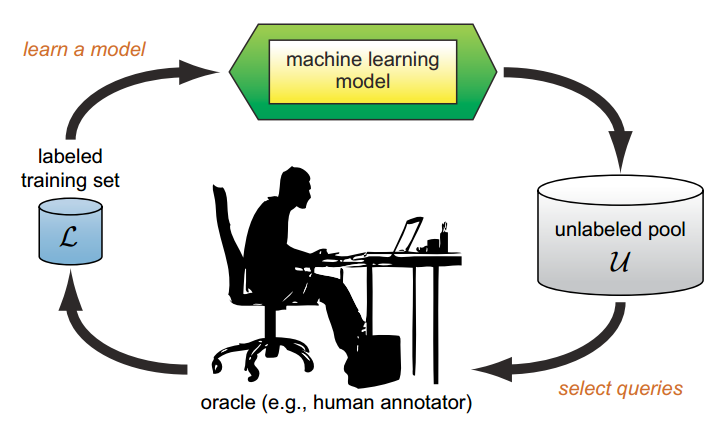 learn a model
machine learning
model
labeled
training set
ℒ
unlabeled pool
𝒰
select queries
oracle (e.g., human annotator)